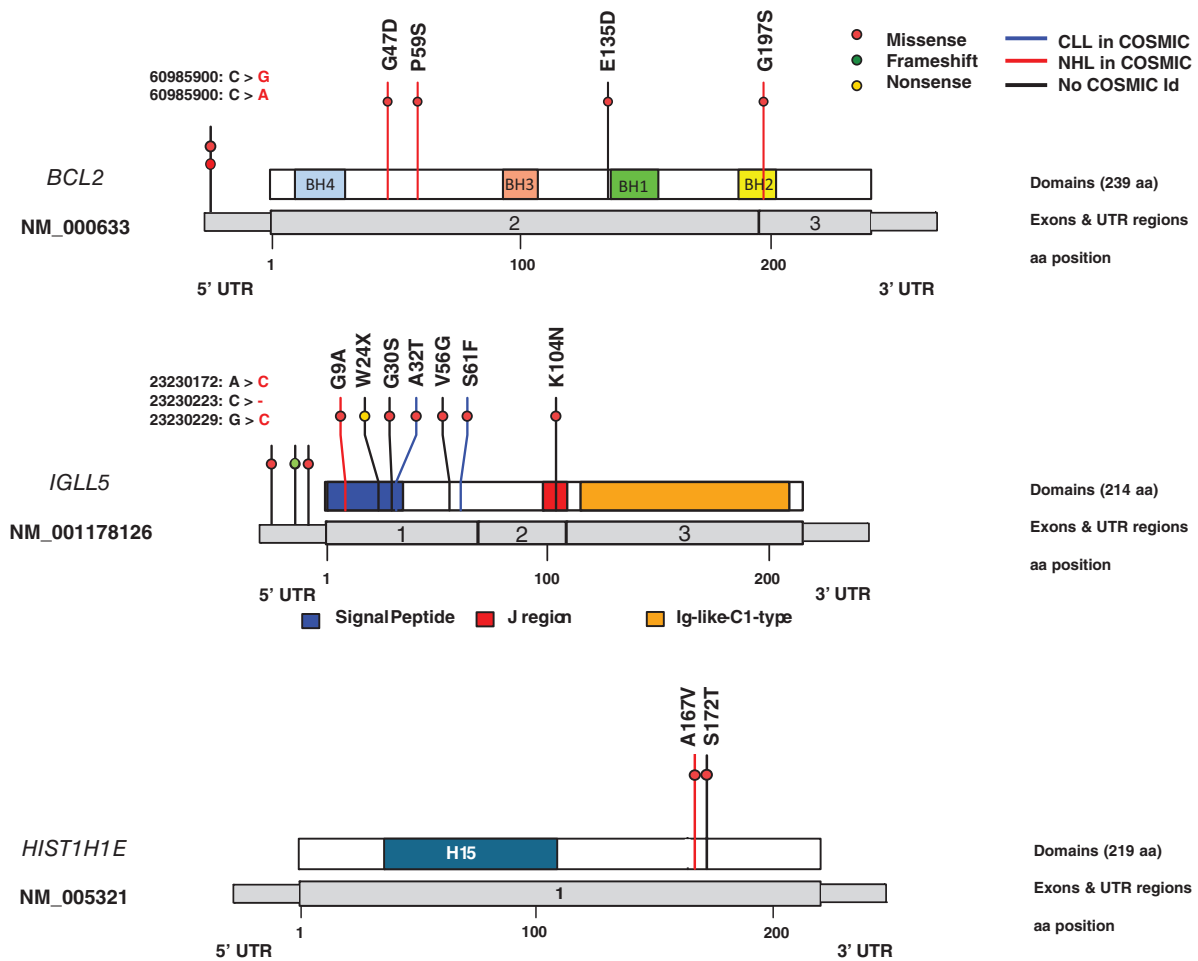 G47D
P59S
E135D
G197S
Missense
Frameshift
Nonsense
CLL in COSMIC
NHL in COSMIC
No COSMIC Id
60985900: C > G
60985900: C > A
BCL2
BH4
BH3
BH1
BH2
Domains (239 aa)
NM_000633
2
3
Exons & UTR regions
1
100
200
aa position
5' UTR
3' UTR
G9A
W24X
G30S
A32T
V56G
S61F
K104N
23230172: A > C
23230223: C > -
23230229: G > C
IGLL5
Domains (214 aa)
NM_001178126
1
2
3
Exons & UTR regions
1
100
200
aa position
5' UTR
3' UTR
Signal Peptide
J region
Ig-like-C1-type
A167V
S172T
HIST1H1E
H15
Domains (219 aa)
NM_005321
1
Exons & UTR regions
1
100
200
aa position
5' UTR
3' UTR